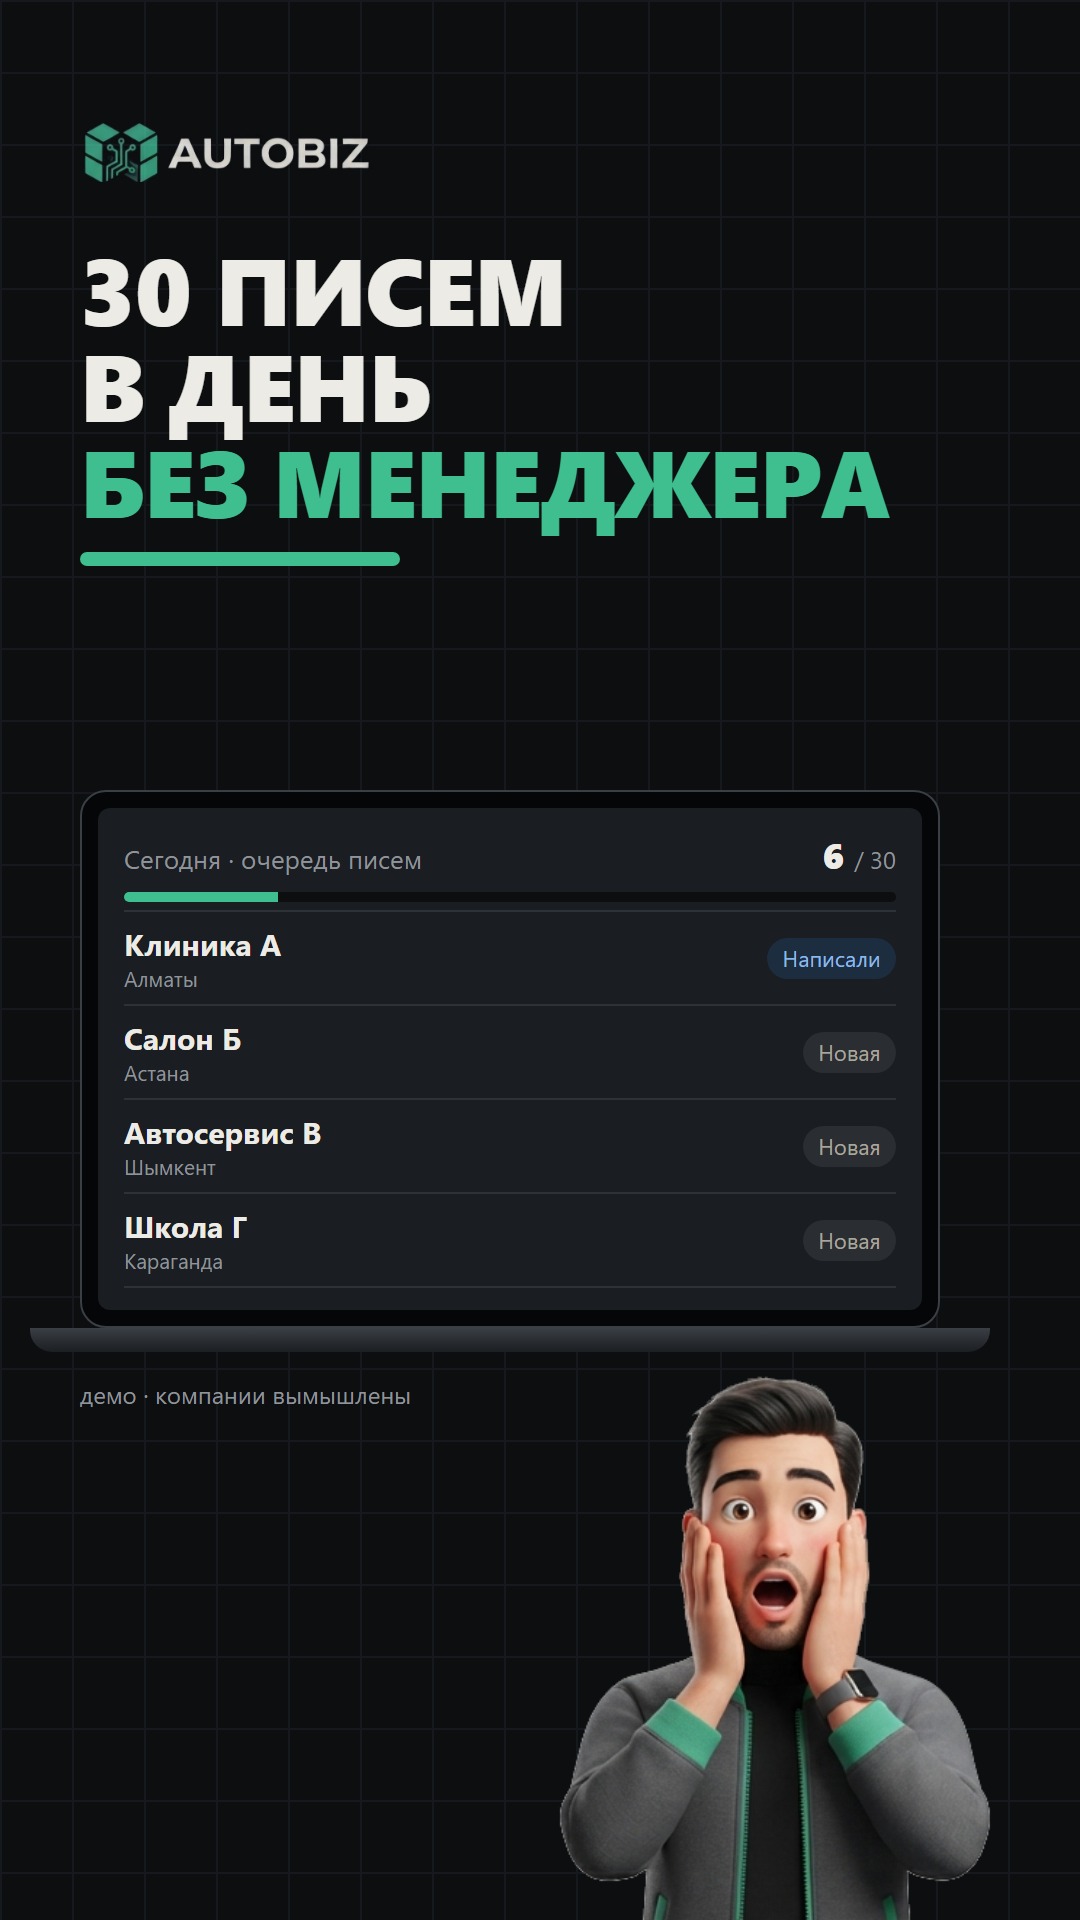 AUTOBIZ
30 ПИСЕМ
В ДЕНЬ
БЕЗ МЕНЕДЖЕРА
Сегодня · очередь писем 6 / 30
Клиника А
Написали
Алматы
Салон Б
Новая
Астана
Автосервис В
Новая
Шымкент
Школа Г
Новая
Караганда
демо · компании вымышлены